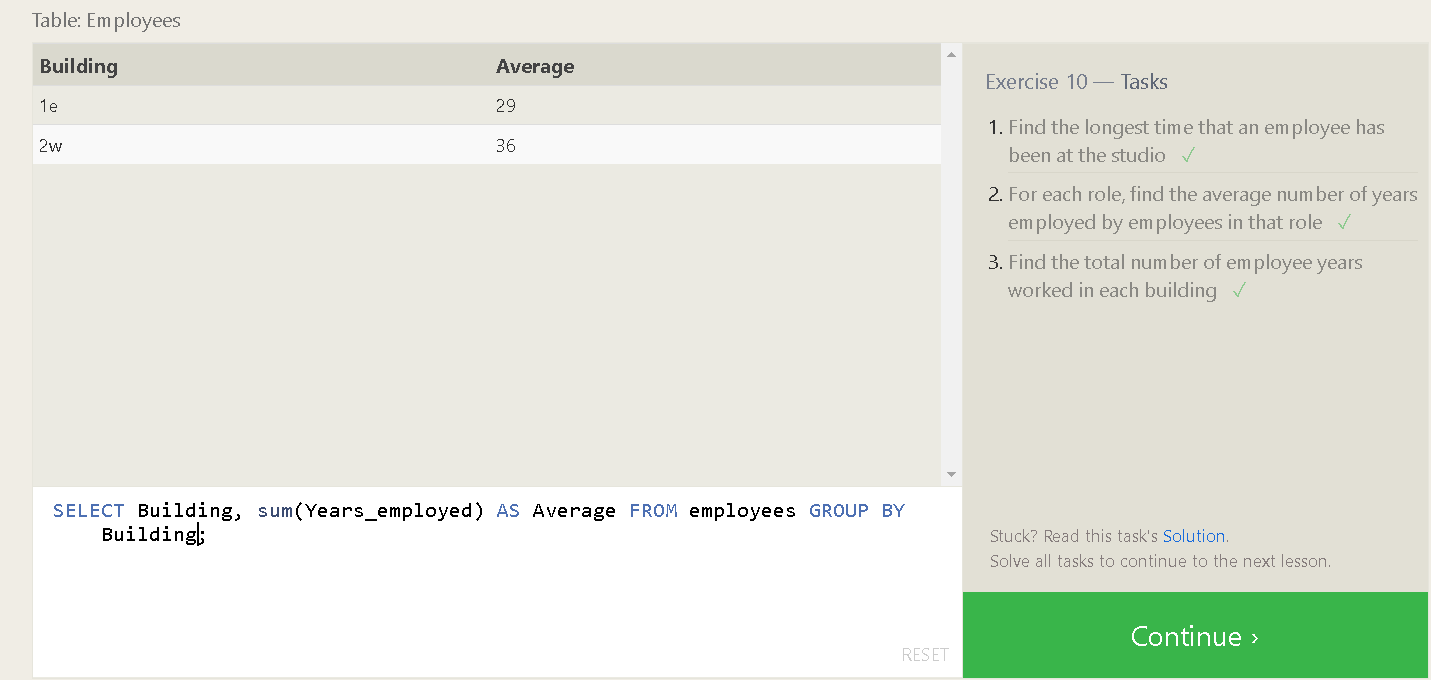 Table: Employees
Building Average
1e 29
2w 36
SELECT Building, sum(Years_employed) AS Average FROM employees GROUP BY
Building;
RESET
Exercise 10 — Tasks
1. Find the longest time that an employee has
been at the studio ✓
2. For each role, find the average number of years
employed by employees in that role ✓
3. Find the total number of employee years
worked in each building ✓
Stuck? Read this task's Solution.
Solve all tasks to continue to the next lesson.
Continue ›